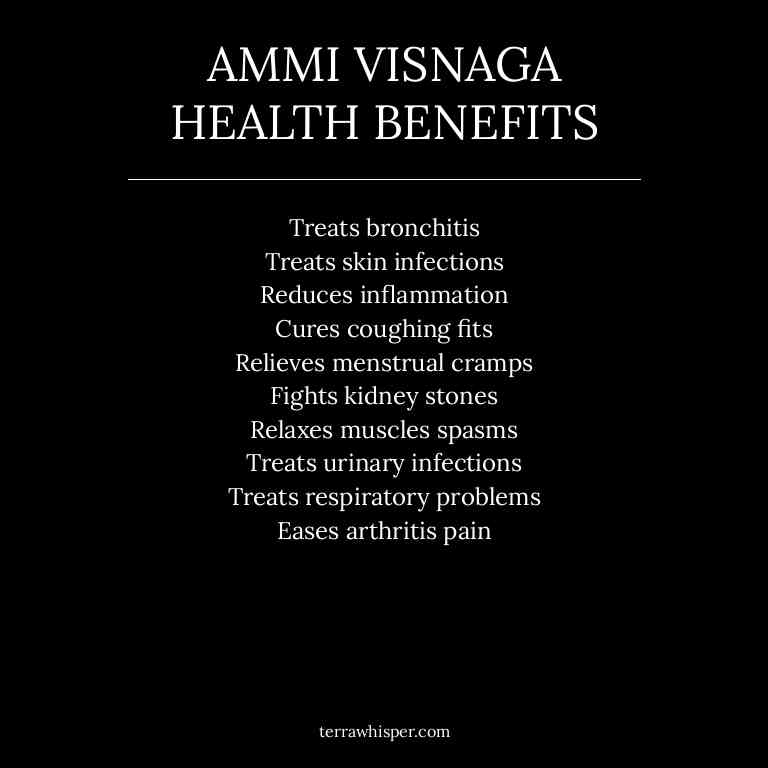 AMMI VISNAGA
HEALTH BENEFITS
Treats bronchitis
Treats skin infections
Reduces inflammation
Cures coughing fits
Relieves menstrual cramps
Fights kidney stones
Relaxes muscles spasms
Treats urinary infections
Treats respiratory problems
Eases arthritis pain
terrawhisper.com